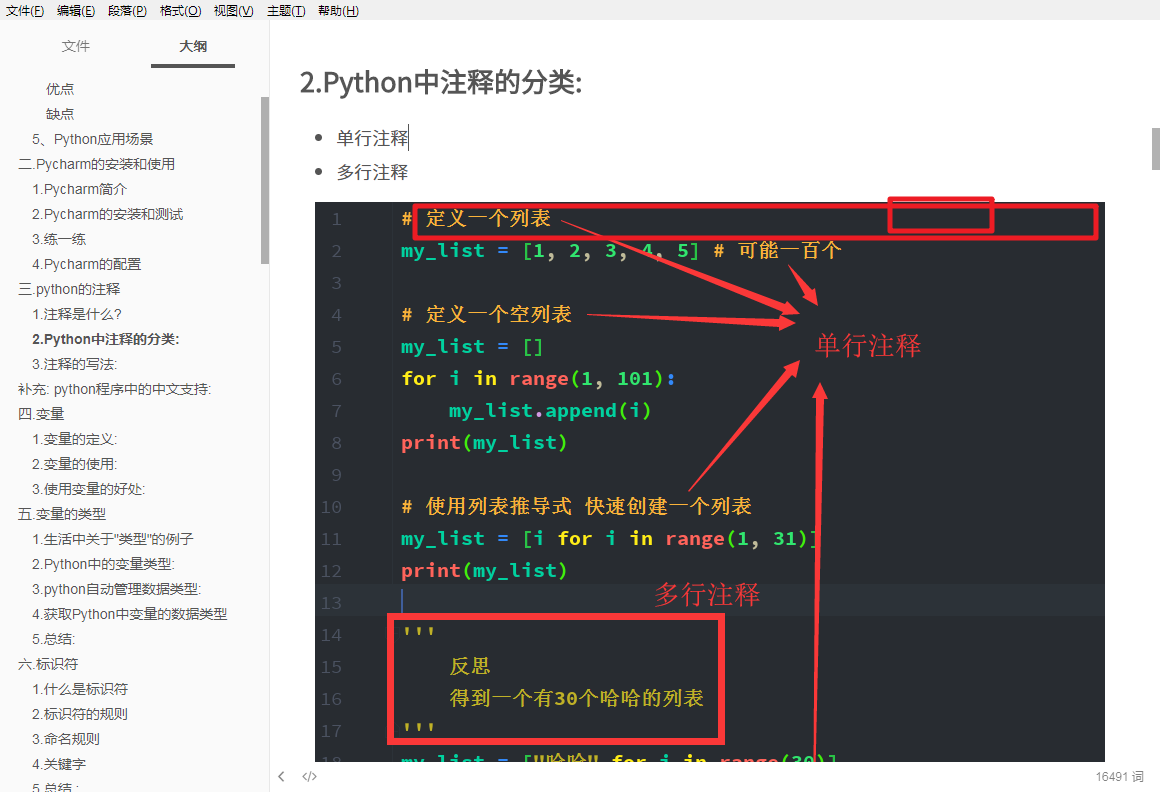 文件(F) 编辑(E) 段落(P) 格式(O) 视图(V) 主题(T) 帮助(H)
文件 大纲
优点
缺点
5、Python应用场景
二.Pycharm的安装和使用
1.Pycharm简介
2.Pycharm的安装和测试
3.练一练
4.Pycharm的配置
三.python的注释
1.注释是什么?
2.Python中注释的分类:
3.注释的写法:
补充: python程序中的中文支持:
四.变量
1.变量的定义:
2.变量的使用:
3.使用变量的好处:
五.变量的类型
1.生活中关于"类型"的例子
2.Python中的变量类型:
3.python自动管理数据类型:
4.获取Python中变量的数据类型
5.总结:
六.标识符
1.什么是标识符
2.标识符的规则
3.命名规则
4.关键字
5.总结:
2.Python中注释的分类:
单行注释
多行注释
1 # 定义一个列表
2 my_list = [1, 2, 3, 4, 5] # 可能一百个
3
4 # 定义一个空列表
5 my_list = []
6 for i in range(1, 101):
7 my_list.append(i)
8 print(my_list)
9
10 # 使用列表推导式 快速创建一个列表
11 my_list = [i for i in range(1, 31)]
12 print(my_list)
13
14 '''
15 反思
16 得到一个有30个哈哈的列表
17 '''
18 my_list = ["哈哈" for i in range(30)]
单行注释
多行注释
</> 16491 词